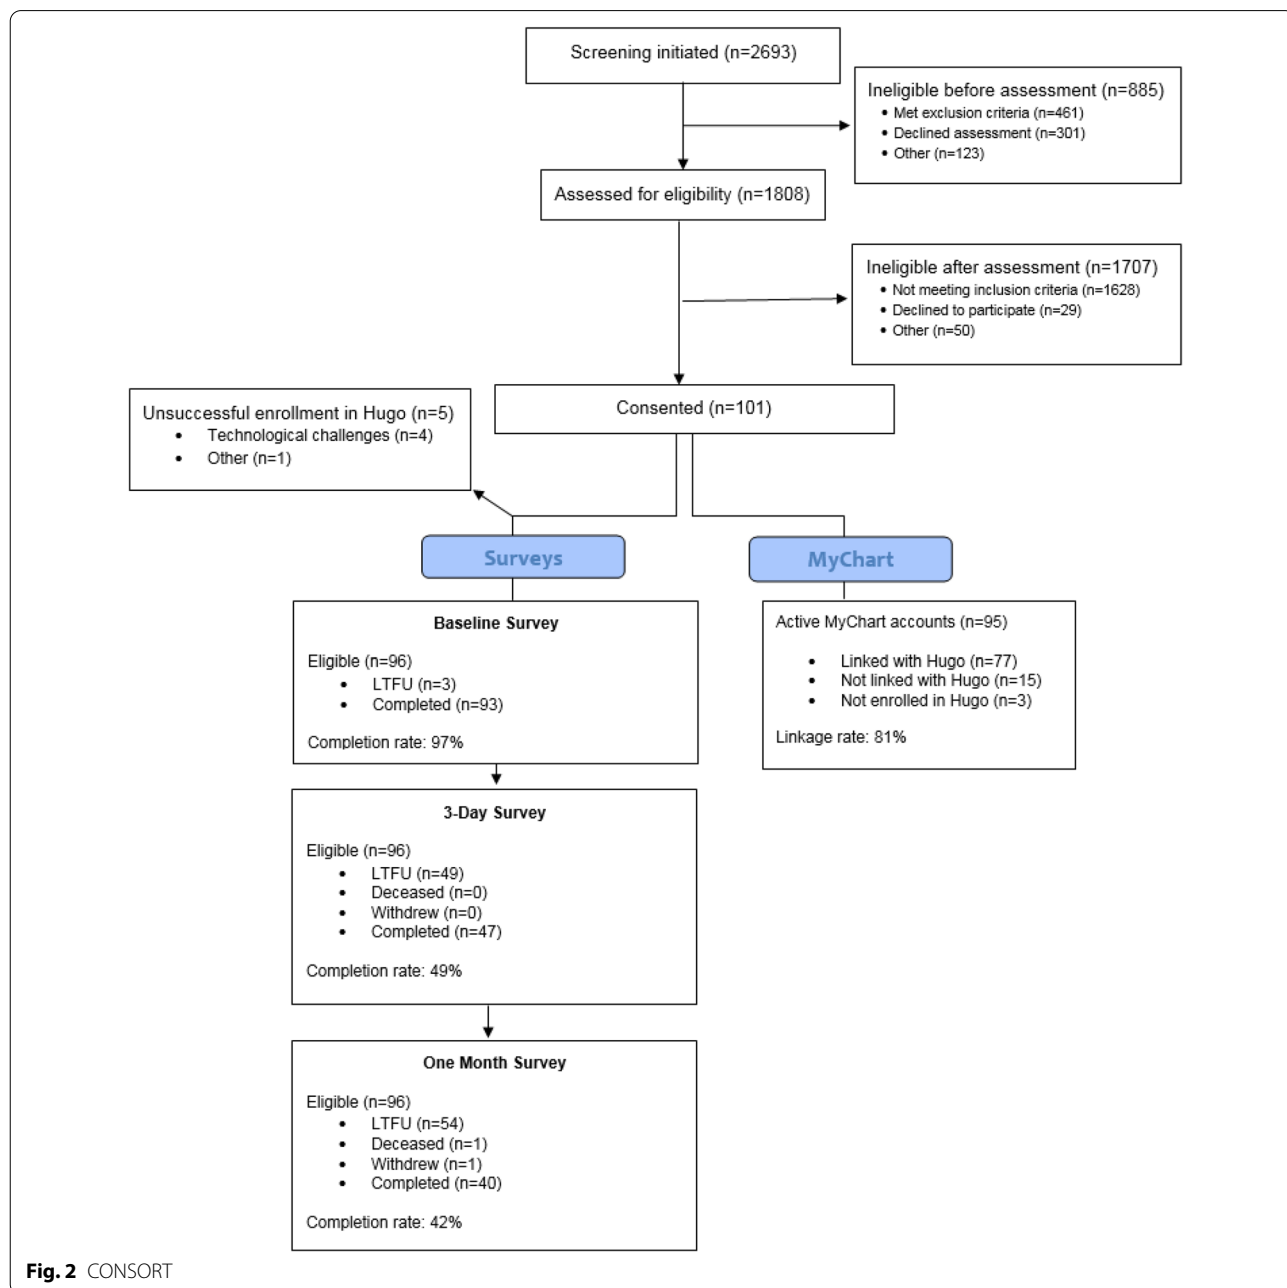 Screening initiated (n=2693)
Ineligible before assessment (n=885)
• Met exclusion criteria (n=461)
• Declined assessment (n=301)
• Other (n=123)
Assessed for eligibility (n=1808)
Ineligible after assessment (n=1707)
• Not meeting inclusion criteria (n=1628)
• Declined to participate (n=29)
• Other (n=50)
Consented (n=101)
Unsuccessful enrollment in Hugo (n=5)
• Technological challenges (n=4)
• Other (n=1)
Surveys
MyChart
Baseline Survey
Eligible (n=96)
• LTFU (n=3)
• Completed (n=93)
Completion rate: 97%
Active MyChart accounts (n=95)
• Linked with Hugo (n=77)
• Not linked with Hugo (n=15)
• Not enrolled in Hugo (n=3)
Linkage rate: 81%
3-Day Survey
Eligible (n=96)
• LTFU (n=49)
• Deceased (n=0)
• Withdrew (n=0)
• Completed (n=47)
Completion rate: 49%
One Month Survey
Eligible (n=96)
• LTFU (n=54)
• Deceased (n=1)
• Withdrew (n=1)
• Completed (n=40)
Completion rate: 42%
Fig. 2 CONSORT